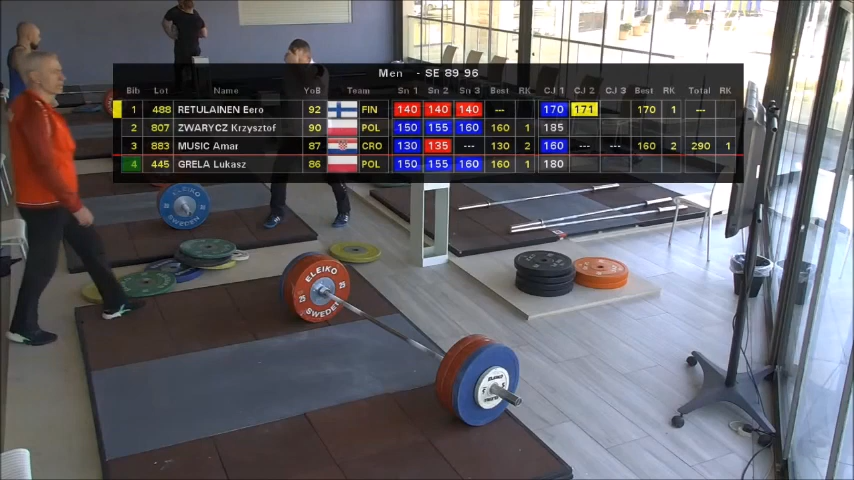 Men - SE 89 96
Bib Lot Name YoB Team Sn 1 Sn 2 Sn 3 Best RK CJ 1 CJ 2 CJ 3 Best RK Total RK
1 488 RETULAINEN Eero 92 FIN 140 140 140 --- 170 171 170 1 ---
2 807 ZWARYCZ Krzysztof 90 POL 150 155 160 160 1 185
3 883 MUSIC Amar 87 CRO 130 135 --- 130 2 160 --- --- 160 2 290 1
4 445 GRELA Lukasz 86 POL 150 155 160 160 1 180
ELEIKO
ELEIKO
25 25
SWEDEN